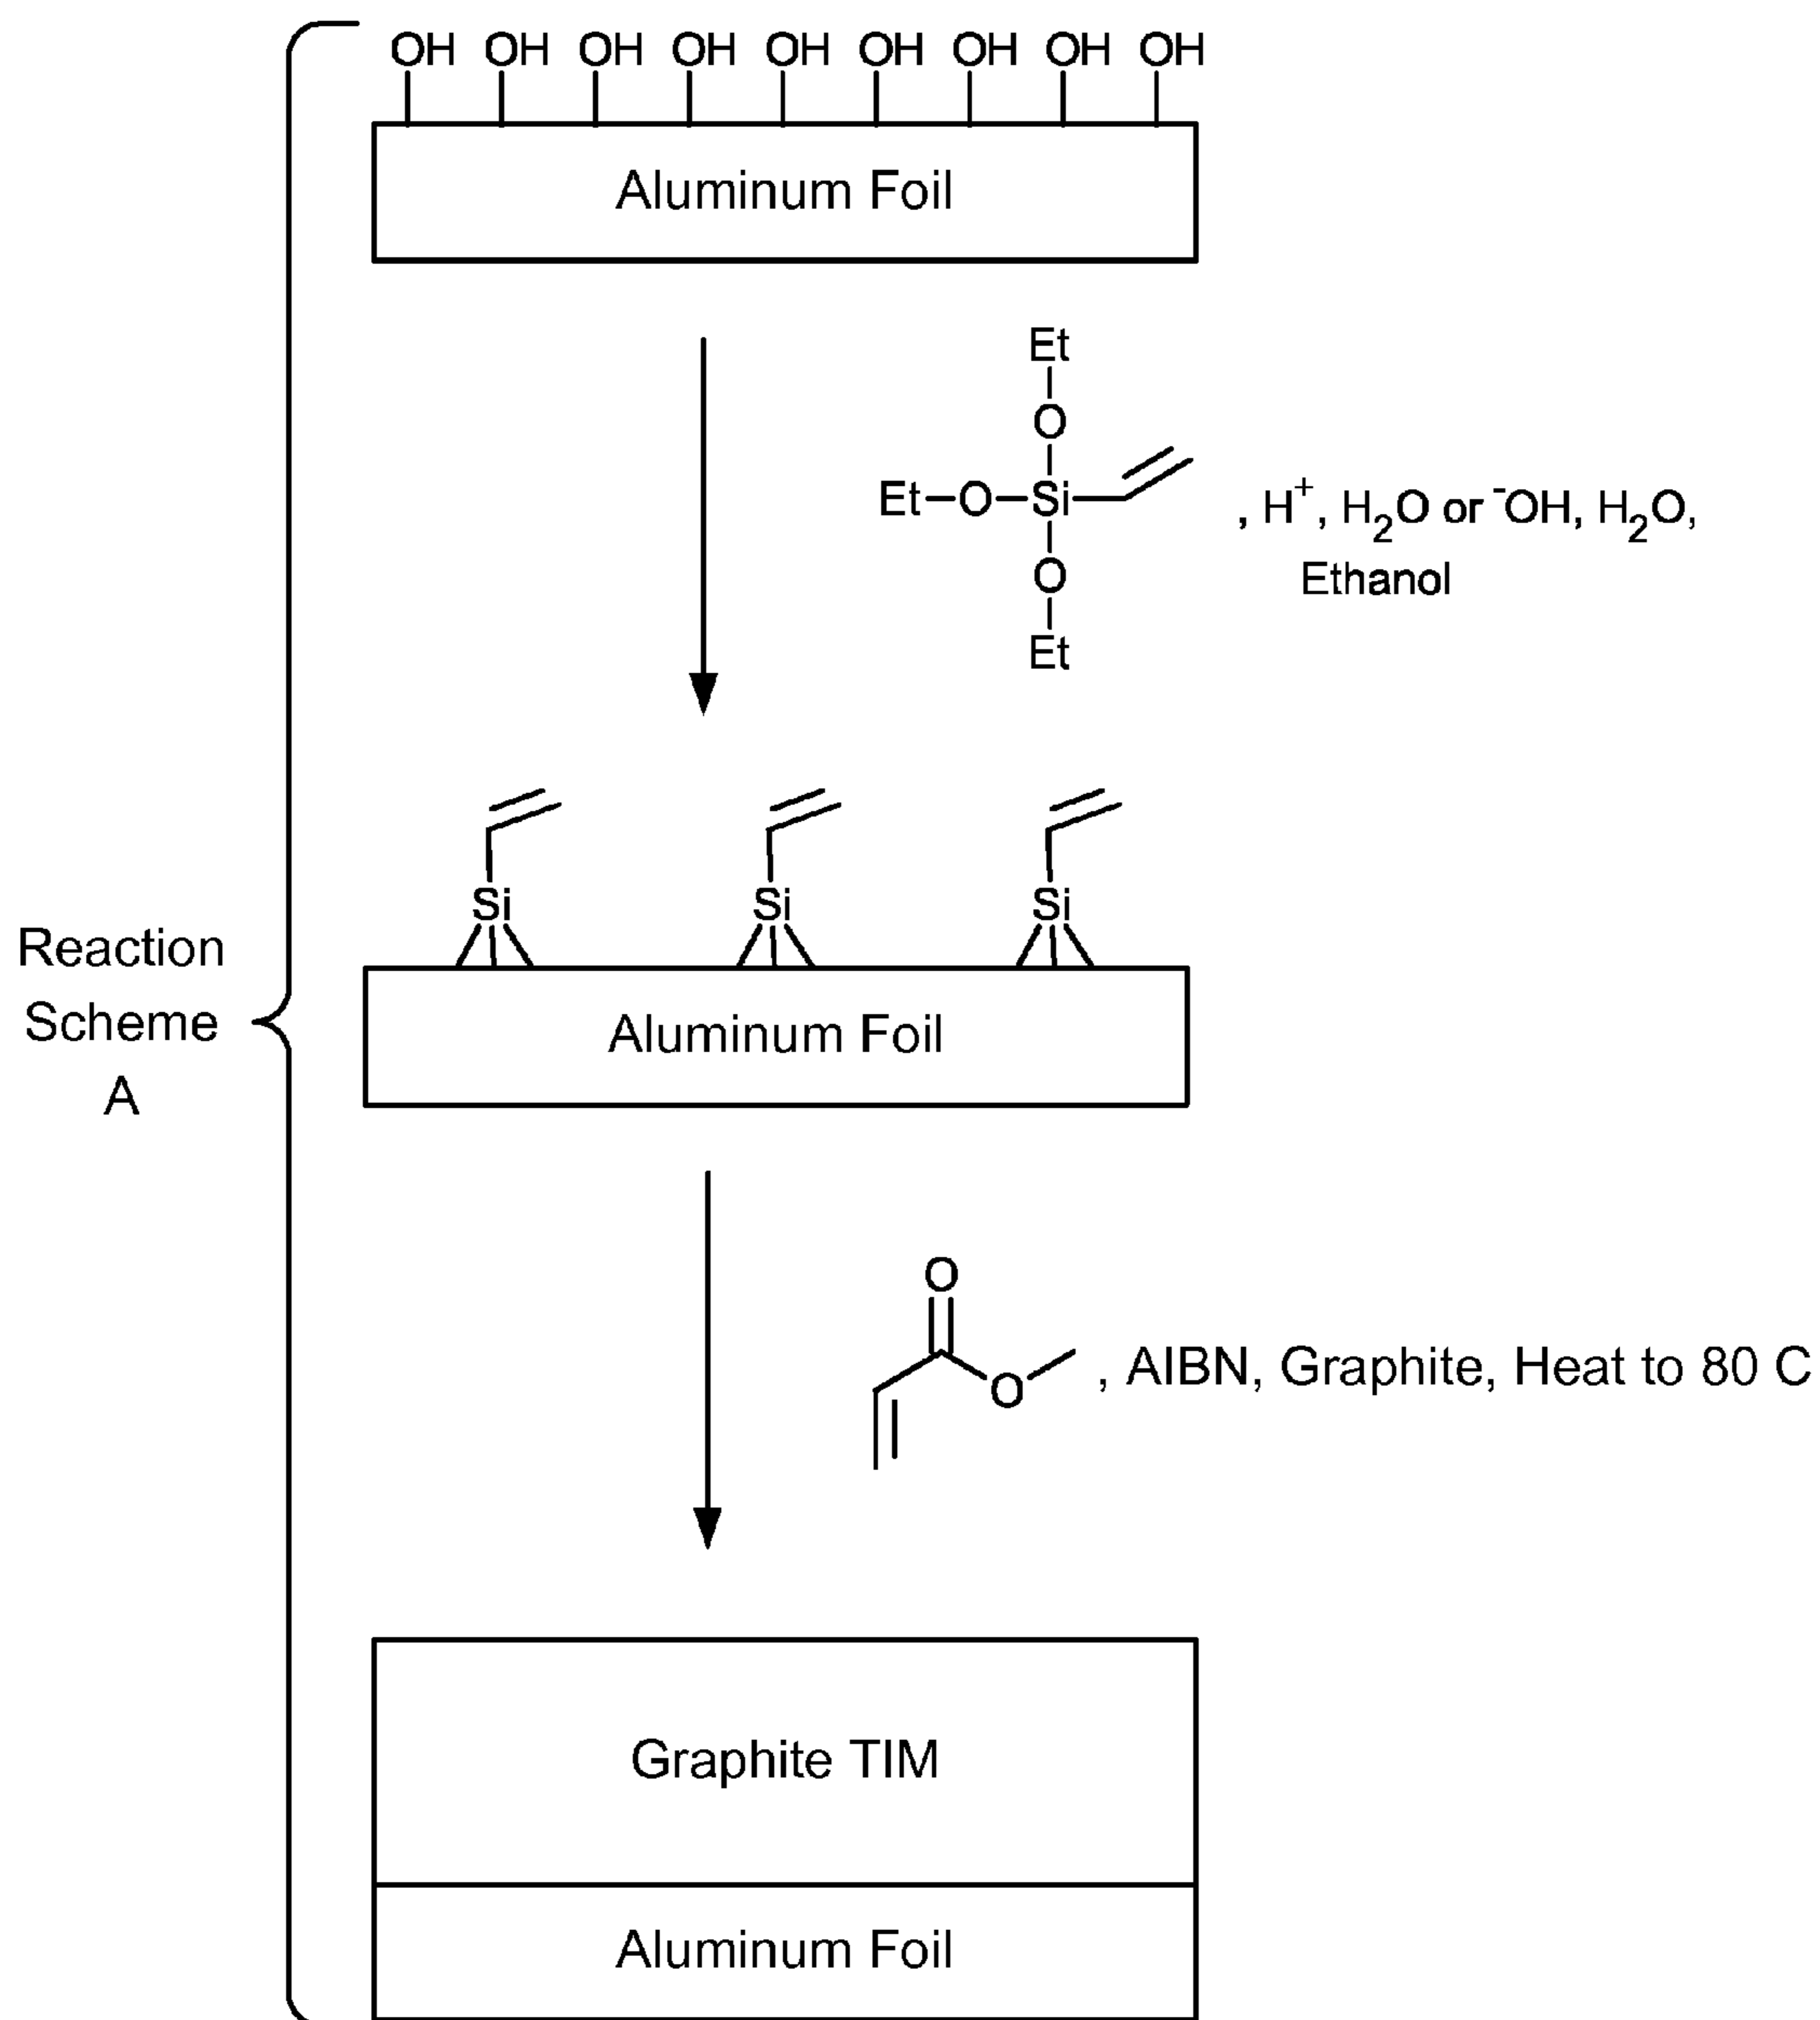 OH OH OH OH OH OH OH OH OH
Aluminum Foil
Et
O
Et O Si , H⁺, H₂O or ⁻OH, H₂O,
O Ethanol
Et
Si Si Si
Reaction
Scheme
A
Aluminum Foil
O
O , AIBN, Graphite, Heat to 80 C
Graphite TIM
Aluminum Foil